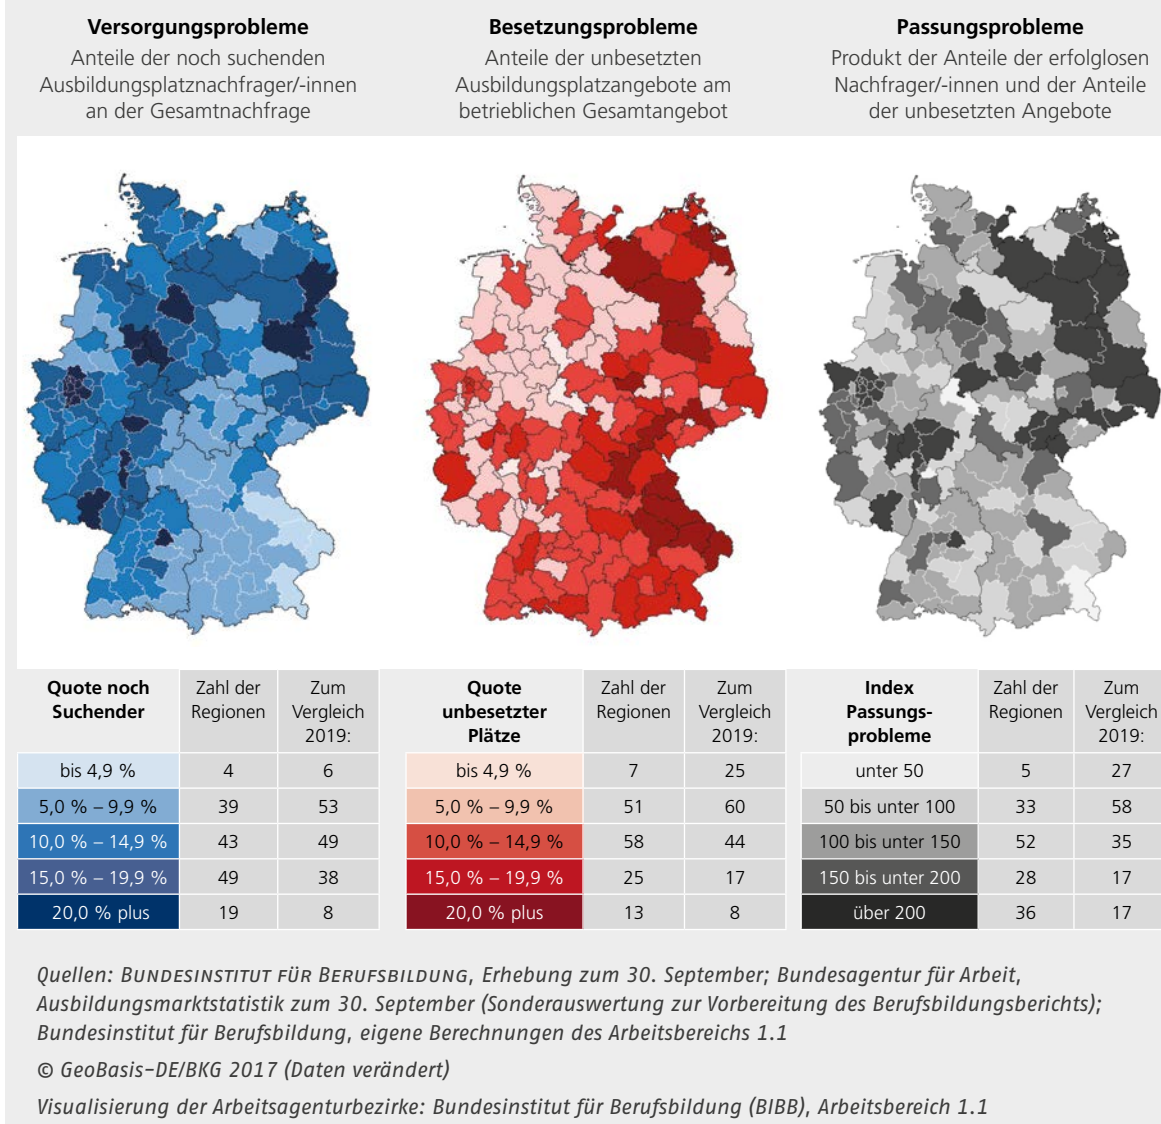 Versorgungsprobleme
Anteile der noch suchenden
Ausbildungsplatznachfrager/-innen
an der Gesamtnachfrage
Besetzungsprobleme
Anteile der unbesetzten
Ausbildungsplatzangebote am
betrieblichen Gesamtangebot
Passungsprobleme
Produkt der Anteile der erfolglosen
Nachfrager/-innen und der Anteile
der unbesetzten Angebote
Quote noch
Suchender
Zahl der
Regionen
Zum
Vergleich
2019:
bis 4,9 % 4 6
5,0 % – 9,9 % 39 53
10,0 % – 14,9 % 43 49
15,0 % – 19,9 % 49 38
20,0 % plus 19 8
Quote
unbesetzter
Plätze
Zahl der
Regionen
Zum
Vergleich
2019:
bis 4,9 % 7 25
5,0 % – 9,9 % 51 60
10,0 % – 14,9 % 58 44
15,0 % – 19,9 % 25 17
20,0 % plus 13 8
Index
Passungs-
probleme
Zahl der
Regionen
Zum
Vergleich
2019:
unter 50 5 27
50 bis unter 100 33 58
100 bis unter 150 52 35
150 bis unter 200 28 17
über 200 36 17
Quellen: BUNDESINSTITUT FÜR BERUFSBILDUNG, Erhebung zum 30. September; Bundesagentur für Arbeit,
Ausbildungsmarktstatistik zum 30. September (Sonderauswertung zur Vorbereitung des Berufsbildungsberichts);
Bundesinstitut für Berufsbildung, eigene Berechnungen des Arbeitsbereichs 1.1
© GeoBasis-DE/BKG 2017 (Daten verändert)
Visualisierung der Arbeitsagenturbezirke: Bundesinstitut für Berufsbildung (BIBB), Arbeitsbereich 1.1